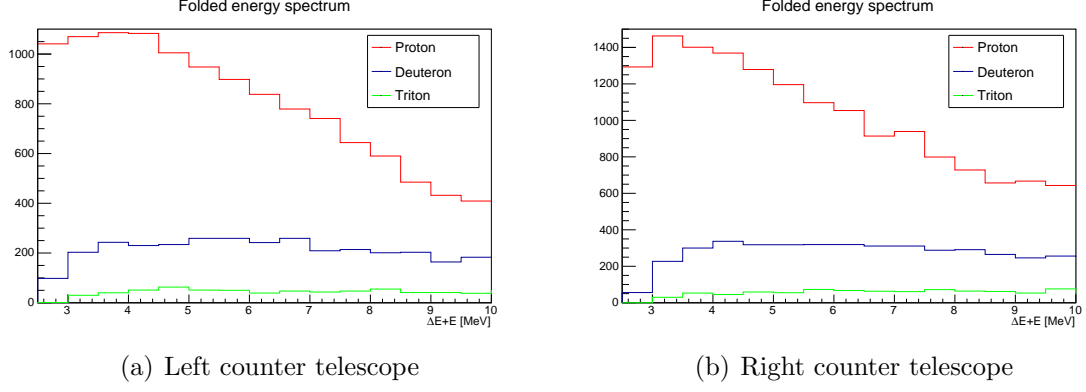 Folded energy spectrum
1000
800
600
400
200
0
Proton
Deuteron
Triton
3 4 5 6 7 8 9 10
ΔE+E [MeV]
(a) Left counter telescope
Folded energy spectrum
1400
1200
1000
800
600
400
200
0
Proton
Deuteron
Triton
3 4 5 6 7 8 9 10
ΔE+E [MeV]
(b) Right counter telescope